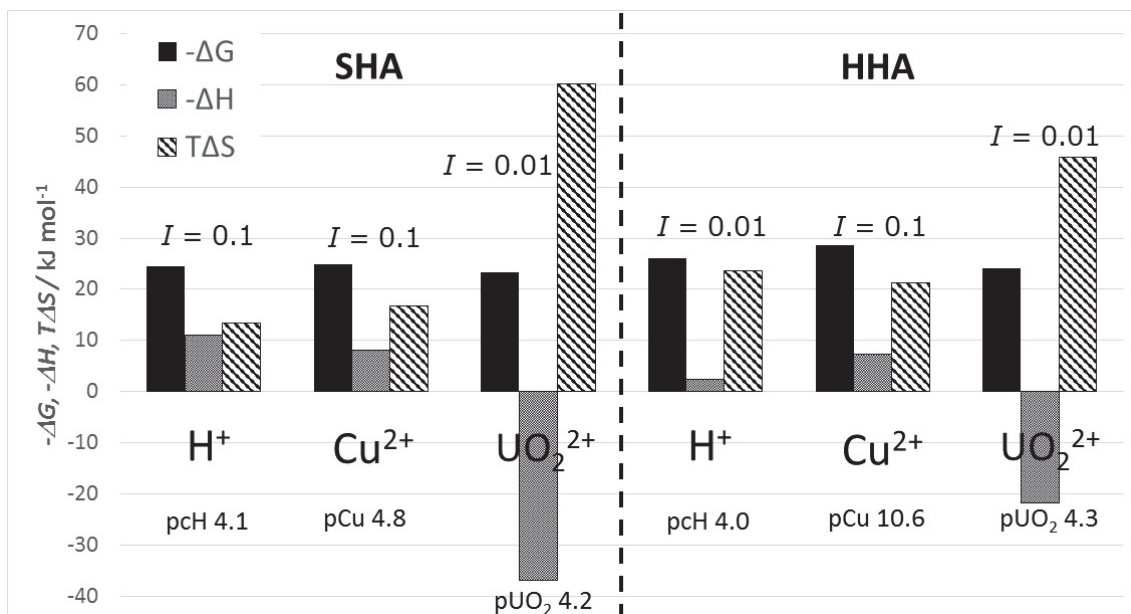 70
60
50
40
30
20
10
0
-10
-20
-30
-40
-ΔG, -ΔH, TΔS / kJ mol⁻¹
-ΔG
-ΔH
TΔS
SHA
HHA
I = 0.1
I = 0.1
I = 0.01
I = 0.01
I = 0.1
I = 0.01
H⁺
Cu²⁺
UO₂²⁺
H⁺
Cu²⁺
UO₂²⁺
pcH 4.1
pCu 4.8
pUO₂ 4.2
pcH 4.0
pCu 10.6
pUO₂ 4.3